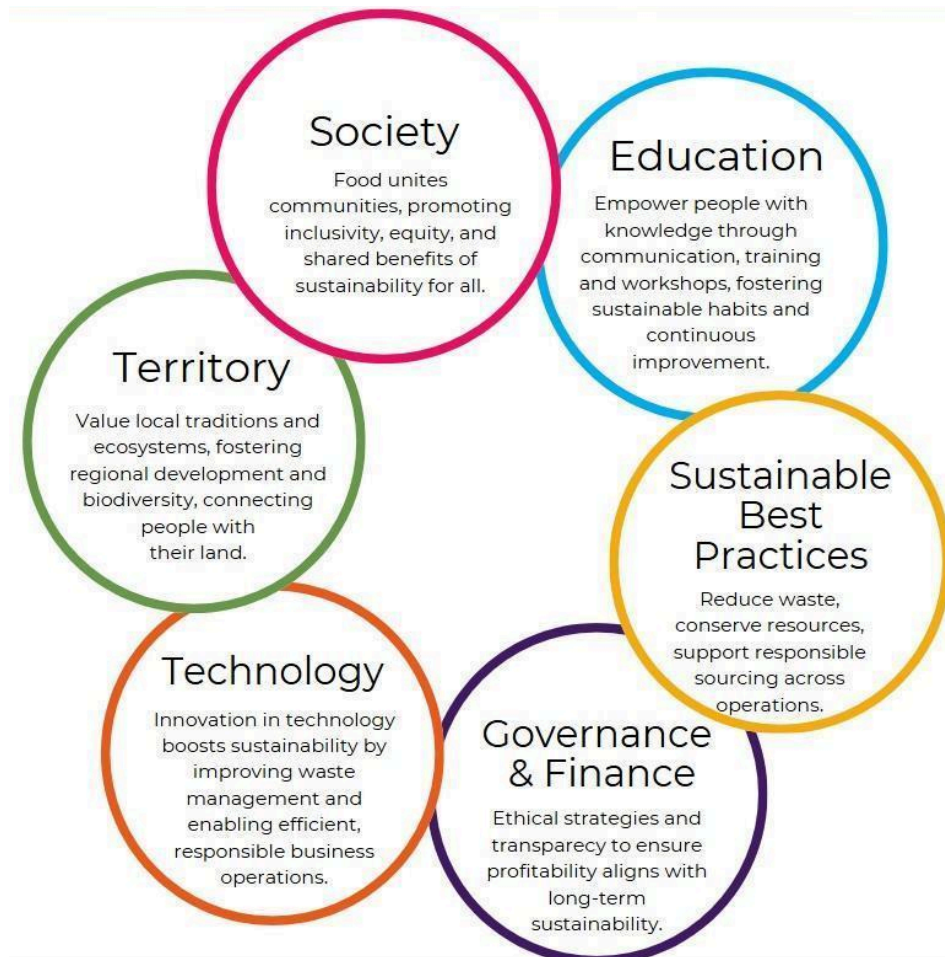 Society
Food unites
communities, promoting
inclusivity, equity, and
shared benefits of
sustainability for all.
Education
Empower people with
knowledge through
communication, training
and workshops, fostering
sustainable habits and
continuous
improvement.
Territory
Value local traditions and
ecosystems, fostering
regional development and
biodiversity, connecting
people with
their land.
Sustainable
Best
Practices
Reduce waste,
conserve resources,
support responsible
sourcing across
operations.
Technology
Innovation in technology
boosts sustainability by
improving waste
management and
enabling efficient,
responsible business
operations.
Governance
& Finance
Ethical strategies and
transparecy to ensure
profitability aligns with
long-term
sustainability.